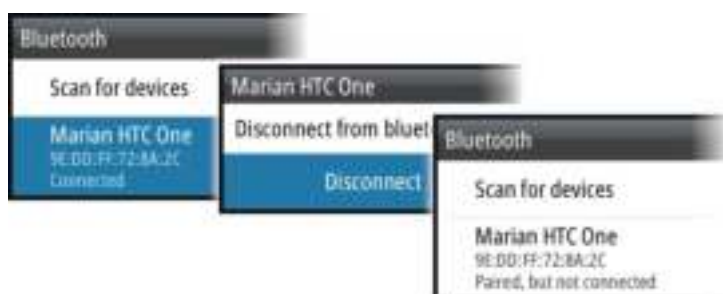 Bluetooth
Scan for devices
Marian HTC One
9E:DD:FF:72:8A:2C
Connected
Marian HTC One
Disconnect from bluet
Disconnect
Bluetooth
Scan for devices
Marian HTC One
9E:DD:FF:72:8A:2C
Paired, but not connected